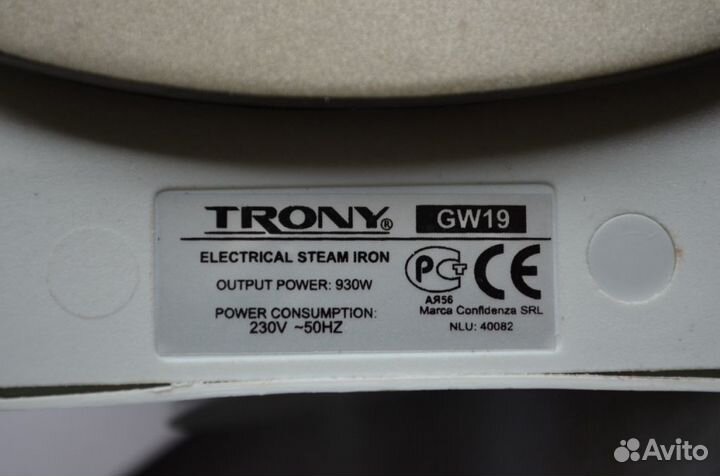 TRONY® GW19
ELECTRICAL STEAM IRON
OUTPUT POWER: 930W
POWER CONSUMPTION:
230V ~50HZ
РСТ CE
АЯ56
Marca Confidenza SRL
NLU: 40082
Avito